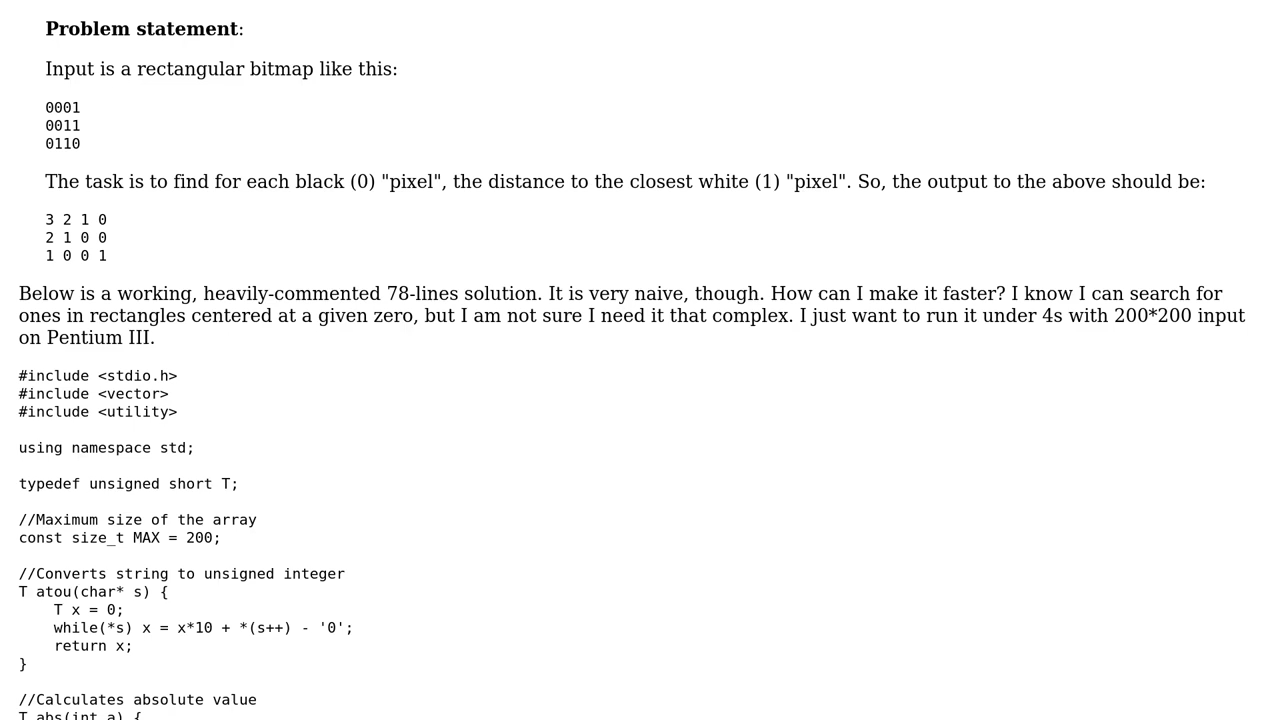 Problem statement:
Input is a rectangular bitmap like this:
0001
0011
0110
The task is to find for each black (0) "pixel", the distance to the closest white (1) "pixel". So, the output to the above should be:
3 2 1 0
2 1 0 0
1 0 0 1
Below is a working, heavily-commented 78-lines solution. It is very naive, though. How can I make it faster? I know I can search for
ones in rectangles centered at a given zero, but I am not sure I need it that complex. I just want to run it under 4s with 200*200 input
on Pentium III.
#include <stdio.h>
#include <vector>
#include <utility>
using namespace std;
typedef unsigned short T;
//Maximum size of the array
const size_t MAX = 200;
//Converts string to unsigned integer
T atou(char* s) {
    T x = 0;
    while(*s) x = x*10 + *(s++) - '0';
    return x;
}
//Calculates absolute value
T abs(int a) {